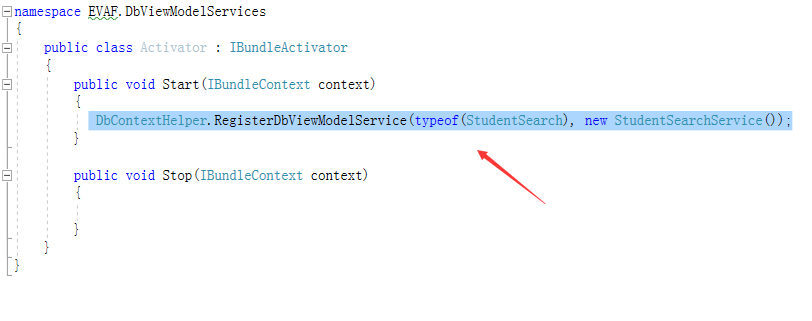 namespace EVAF.DbViewModelServices
{
public class Activator : IBundleActivator
{
public void Start(IBundleContext context)
{
DbContextHelper.RegisterDbViewModelService(typeof(StudentSearch), new StudentSearchService());
}
public void Stop(IBundleContext context)
{
}
}
}